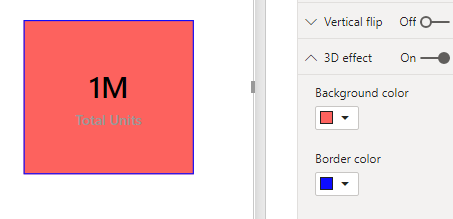 1M
Total Units
Vertical flip Off
3D effect On
Background color
Border color